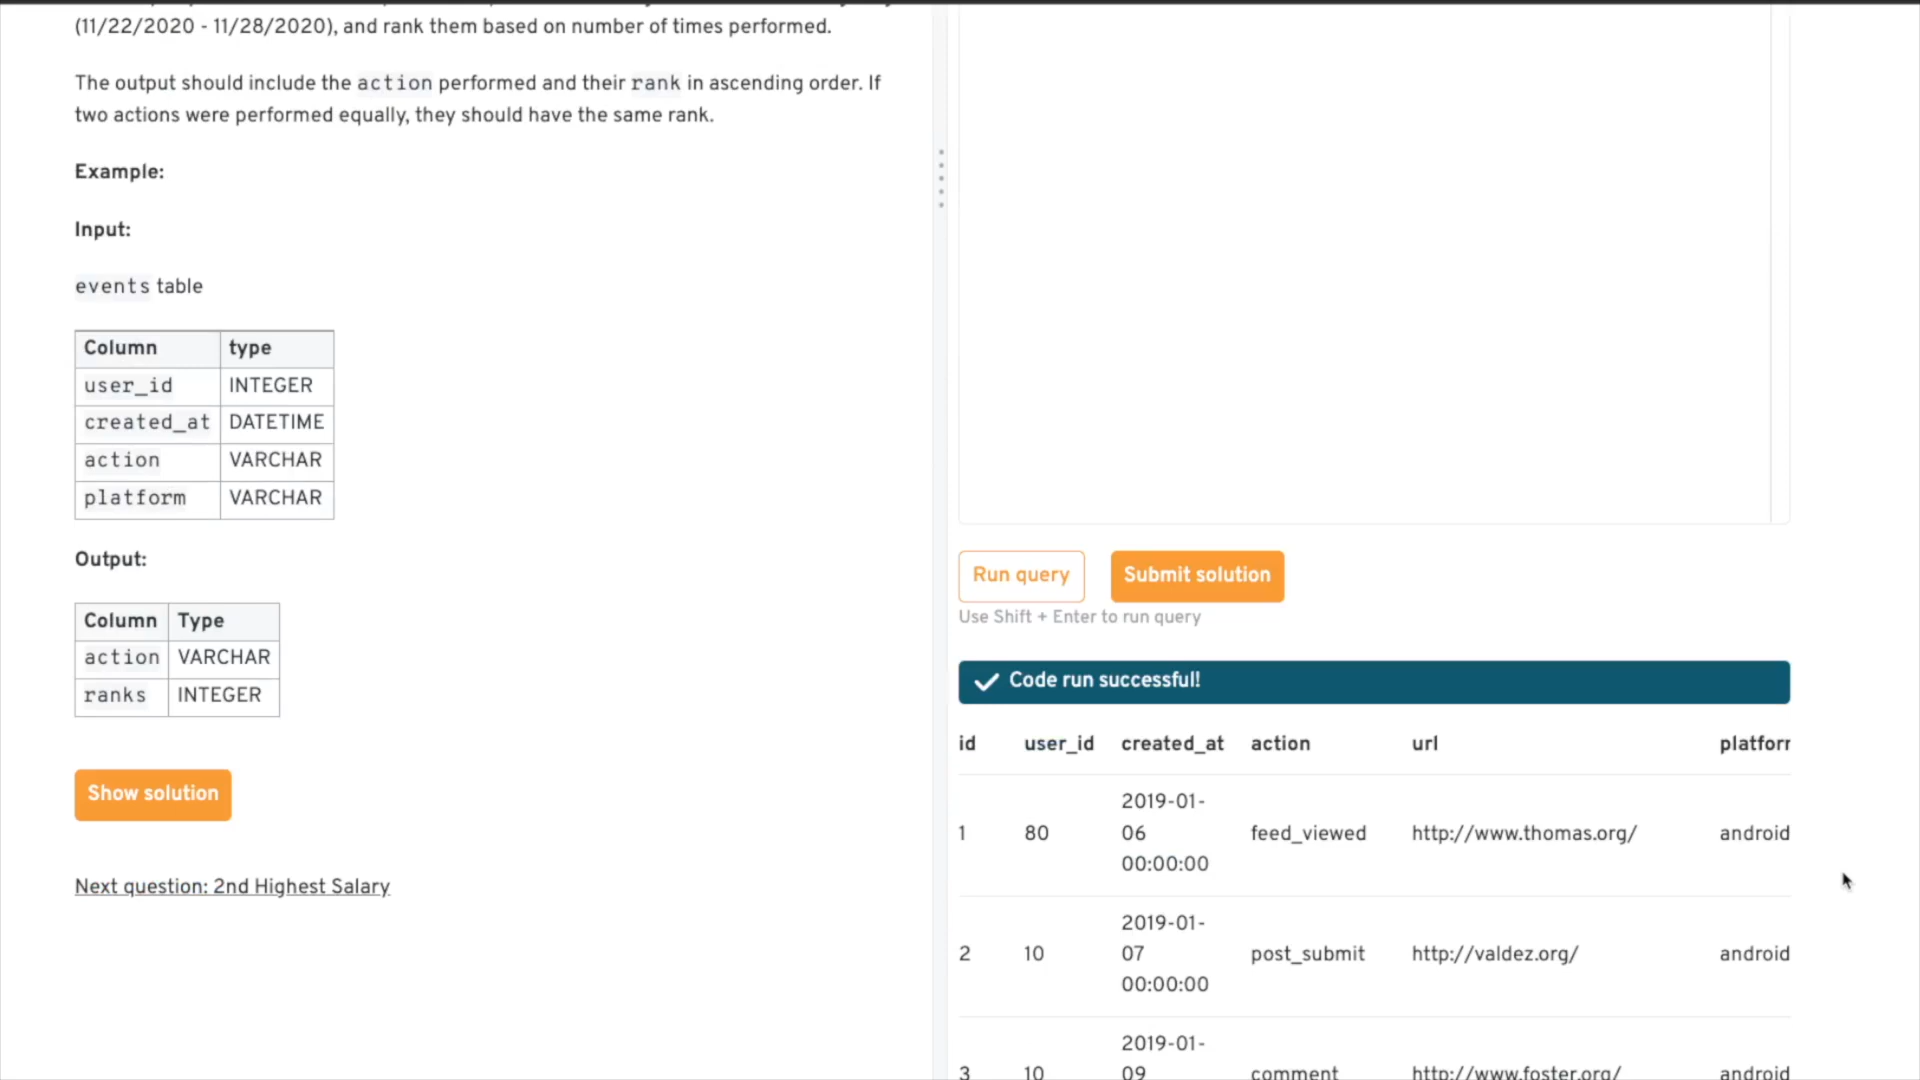 (11/22/2020 - 11/28/2020), and rank them based on number of times performed.
The output should include the action performed and their rank in ascending order. If
two actions were performed equally, they should have the same rank.
Example:
Input:
events table
Column type
user_id INTEGER
created_at DATETIME
action VARCHAR
platform VARCHAR
Output:
Column Type
action VARCHAR
ranks INTEGER
Show solution
Next question: 2nd Highest Salary
Run query Submit solution
Use Shift + Enter to run query
Code run successful!
id user_id created_at action url platforr
2019-01-
1 80 06 feed_viewed http://www.thomas.org/ android
00:00:00
2019-01-
2 10 07 post_submit http://valdez.org/ android
00:00:00
2019-01-
3 10 09 comment http://www.foster.org/ android